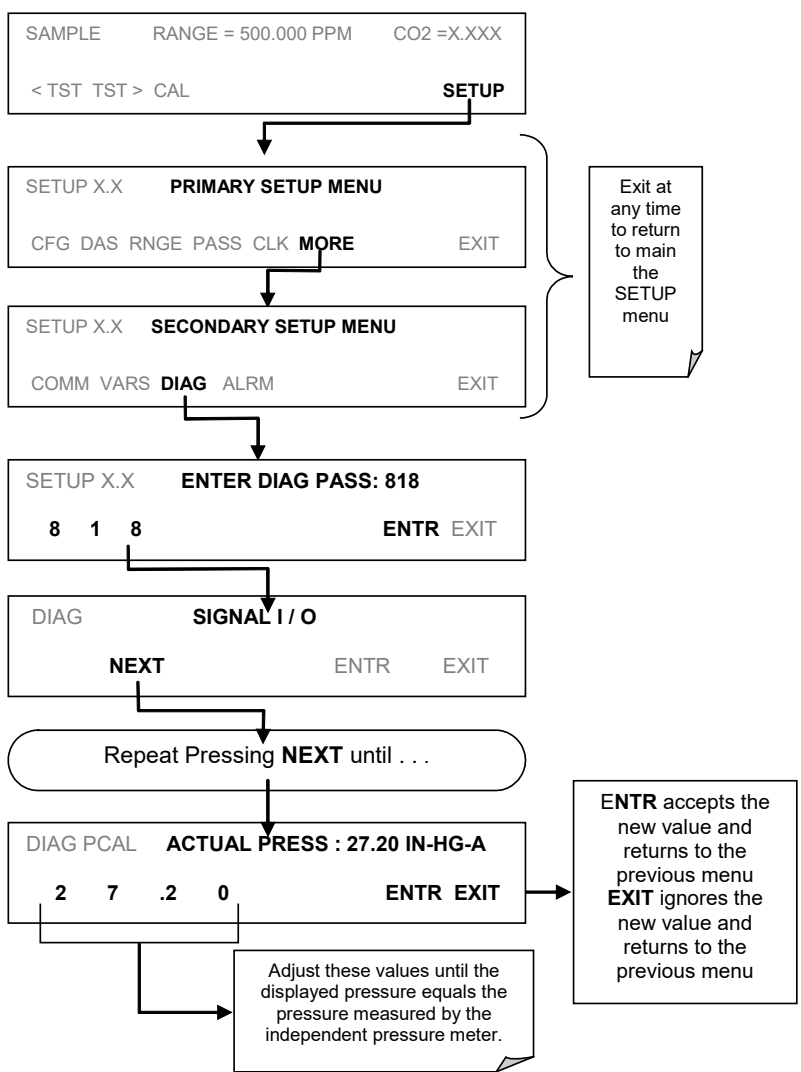 SAMPLE RANGE = 500.000 PPM CO2 =X.XXX
< TST TST > CAL SETUP
SETUP X.X PRIMARY SETUP MENU
CFG DAS RNGE PASS CLK MORE EXIT
Exit at
any time
to return
to main
the
SETUP
menu
SETUP X.X SECONDARY SETUP MENU
COMM VARS DIAG ALRM EXIT
SETUP X.X ENTER DIAG PASS: 818
8 1 8 ENTR EXIT
DIAG SIGNAL I / O
NEXT ENTR EXIT
Repeat Pressing NEXT until . . .
DIAG PCAL ACTUAL PRESS : 27.20 IN-HG-A
2 7 .2 0 ENTR EXIT
ENTR accepts the
new value and
returns to the
previous menu
EXIT ignores the
new value and
returns to the
previous menu
Adjust these values until the
displayed pressure equals the
pressure measured by the
independent pressure meter.